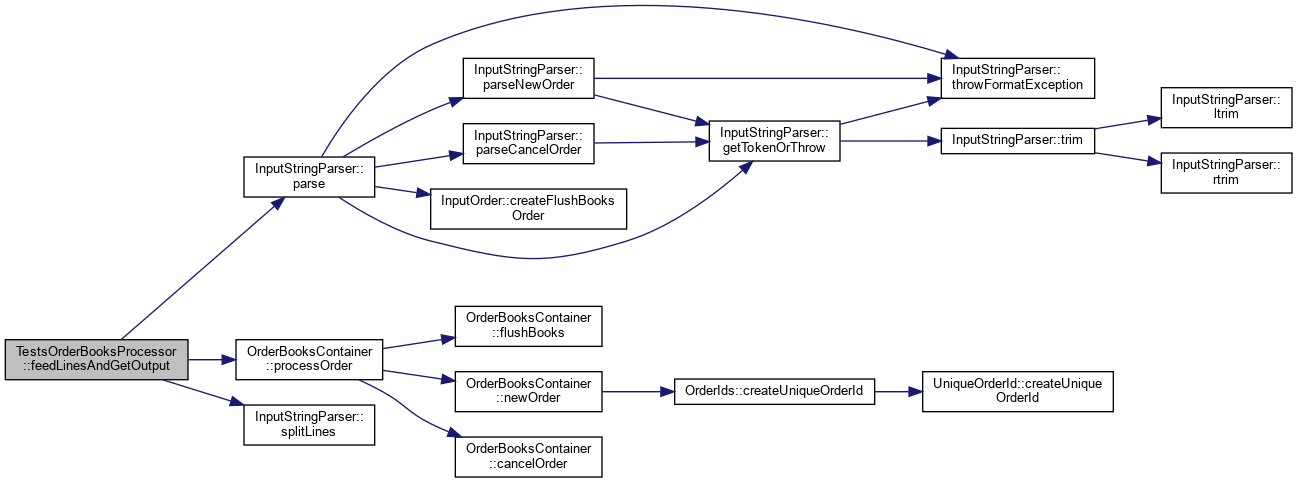 InputStringParser::
parseNewOrder
InputStringParser::
throwFormatException
InputStringParser::
ltrim
InputStringParser::
parseCancelOrder
InputStringParser::
getTokenOrThrow
InputStringParser::trim
InputStringParser::
parse
InputStringParser::
rtrim
InputOrder::createFlushBooks
Order
OrderBooksContainer
::flushBooks
TestsOrderBooksProcessor
::feedLinesAndGetOutput
OrderBooksContainer
::processOrder
OrderBooksContainer
::newOrder
OrderIds::createUniqueOrderId
UniqueOrderId::createUnique
OrderId
InputStringParser::
splitLines
OrderBooksContainer
::cancelOrder